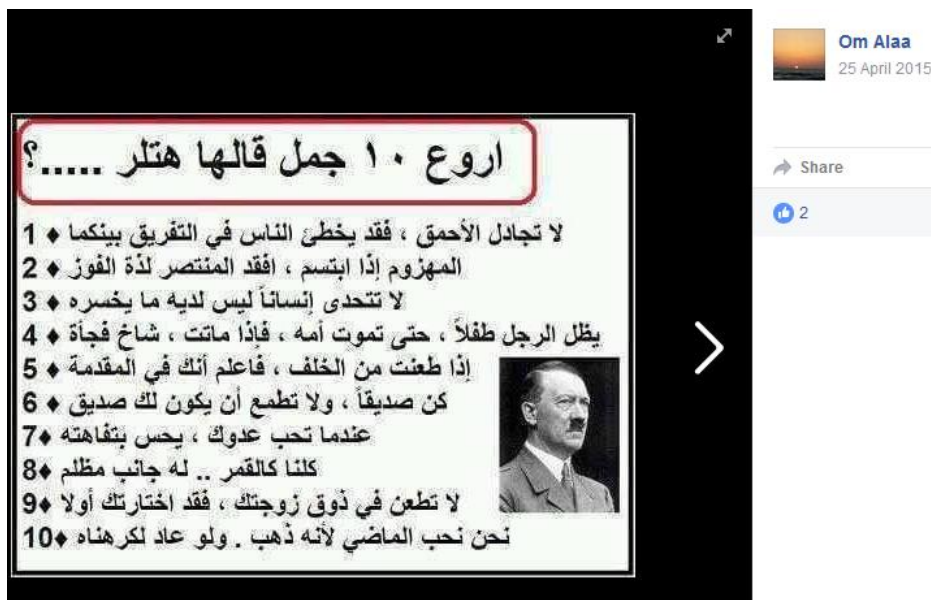 اروع ١٠ جمل قالها هتلر .....؟
1 ♦ لا تجادل الأحمق ، فقد يخطئ الناس في التفريق بينكما
2 ♦ المهزوم إذا ابتسم ، افقد المنتصر لذة الفوز
3 ♦ لا تتحدى إنساناً ليس لديه ما يخسره
4 ♦ يظل الرجل طفلاً ، حتى تموت أمه ، فإذا ماتت ، شاخ فجأة
5 ♦ إذا طعنت من الخلف ، فاعلم أنك في المقدمة
6 ♦ كن صديقاً ، ولا تطمع أن يكون لك صديق
7♦ عندما تحب عدوك ، يحس بتفاهته
8♦ كلنا كالقمر .. له جانب مظلم
9♦ لا تطعن في ذوق زوجتك ، فقد اختارتك أولا
10♦ نحن نحب الماضي لأنه ذهب . ولو عاد لكرهناه
Om Alaa
25 April 2015
Share
2